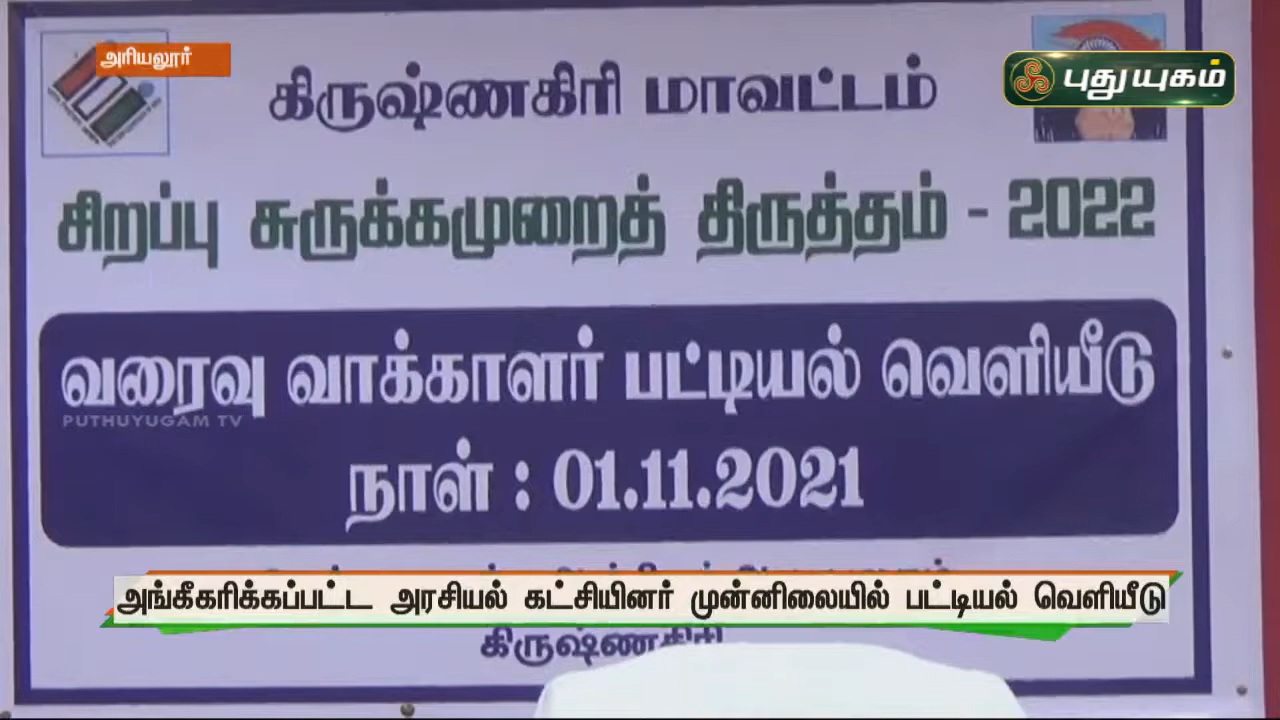 அரியலூர்
புதுயுகம்
கிருஷ்ணகிரி மாவட்டம்
சிறப்பு சுருக்கமுறைத் திருத்தம் - 2022
வரைவு வாக்காளர் பட்டியல் வெளியீடு
PUTHUYUGAM TV
நாள் : 01.11.2021
அங்கீகரிக்கப்பட்ட அரசியல் கட்சியினர் முன்னிலையில் பட்டியல் வெளியீடு
கிருஷ்ணகிரி